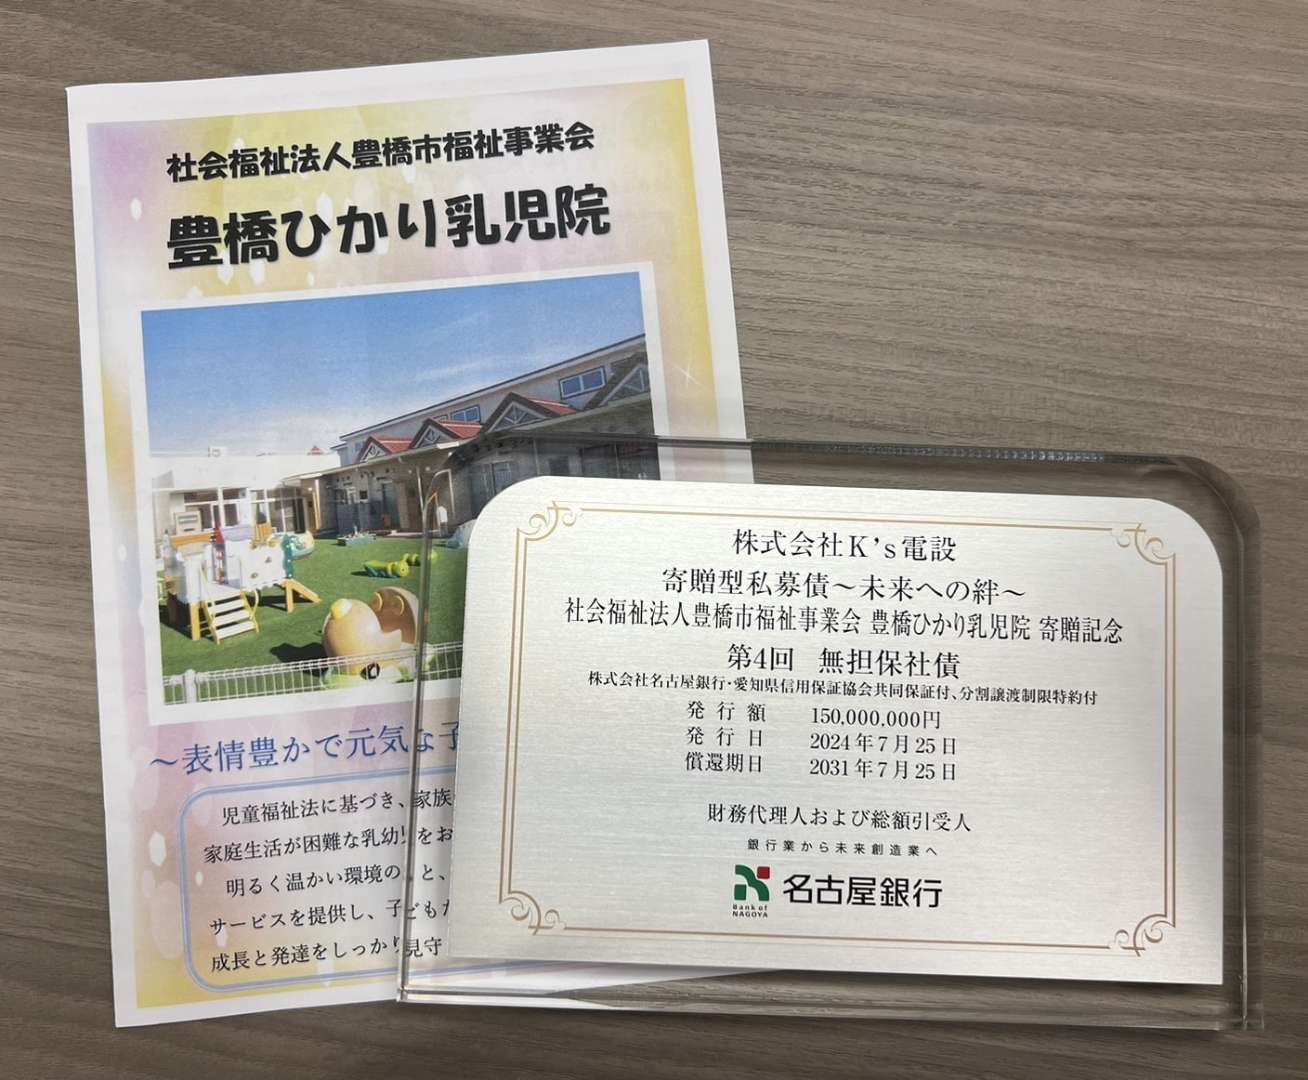 社会福祉法人豊橋市福祉事業会
豊橋ひかり乳児院
～表情豊かで元気な子
児童福祉法に基づき、家族
家庭生活が困難な乳幼児をお
明るく温かい環境のもと、
サービスを提供し、子どもた
成長と発達をしっかり見守
株式会社K's電設
寄贈型私募債～未来への絆～
社会福祉法人豊橋市福祉事業会 豊橋ひかり乳児院 寄贈記念
第4回 無担保社債
株式会社名古屋銀行・愛知県信用保証協会共同保証付、分割譲渡制限特約付
発行額 150,000,000円
発行日 2024年7月25日
償還期日 2031年7月25日
財務代理人および総額引受人
銀行業から未来創造業へ
Bank of NAGOYA 名古屋銀行